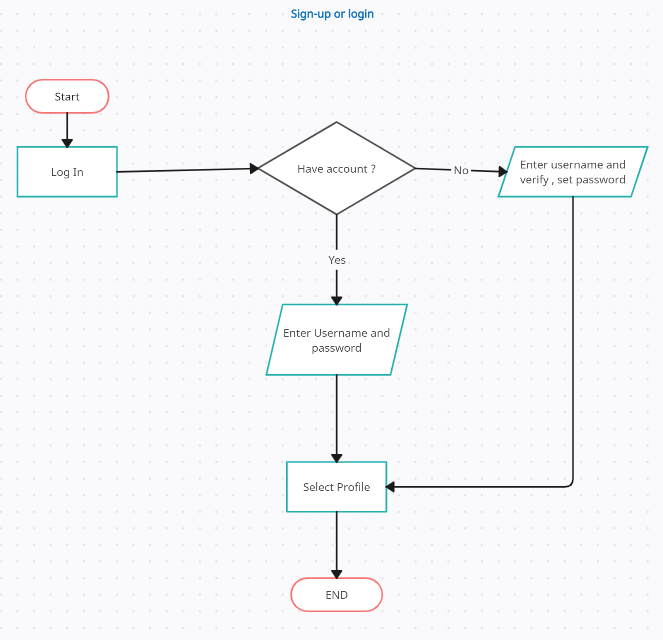 Sign-up or login
Start
Log In
Have account ?
No
Enter username and
verify , set password
Yes
Enter Username and
password
Select Profile
END